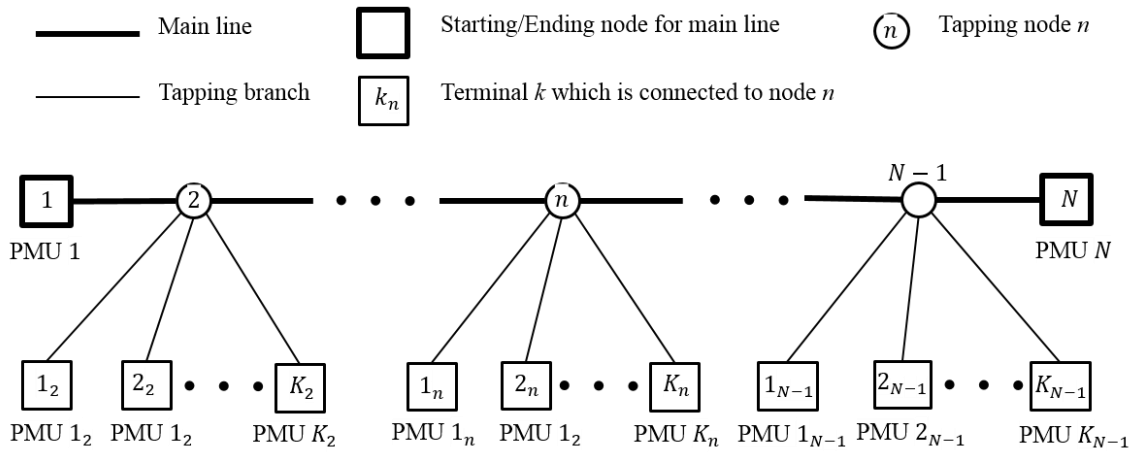 Main line
Starting/Ending node for main line
n Tapping node n
Tapping branch
k_n Terminal k which is connected to node n
N − 1
1 2 • • • n • • • N
PMU 1 PMU N
1_2 2_2 • • • • K_2 1_n 2_n • • • • K_n 1_{N−1} 2_{N−1} • • • • K_{N−1}
PMU 1_2 PMU 1_2 PMU K_2 PMU 1_n PMU 1_2 PMU K_n PMU 1_{N−1} PMU 2_{N−1} PMU K_{N−1}